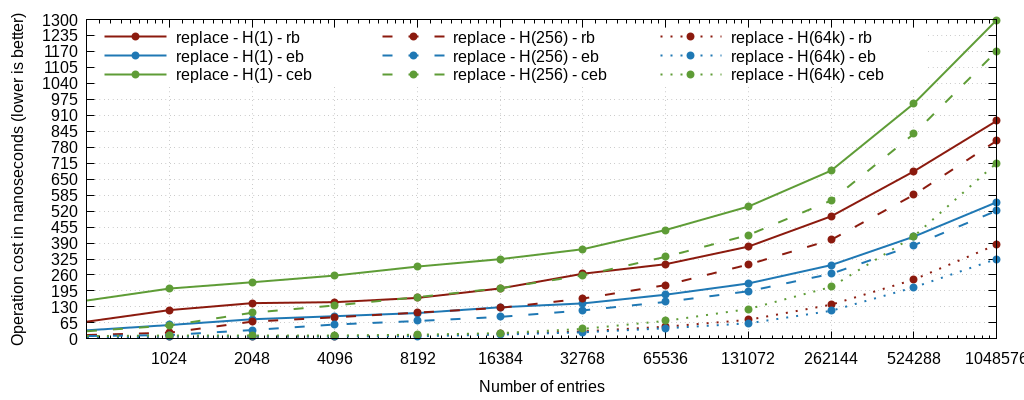 Operation cost in nanoseconds (lower is better)
1300
1235
1170
1105
1040
975
910
845
780
715
650
585
520
455
390
325
260
195
130
65
0
replace - H(1) - rb
replace - H(1) - eb
replace - H(1) - ceb
replace - H(256) - rb
replace - H(256) - eb
replace - H(256) - ceb
replace - H(64k) - rb
replace - H(64k) - eb
replace - H(64k) - ceb
1024 2048 4096 8192 16384 32768 65536 131072 262144 524288 1048576
Number of entries